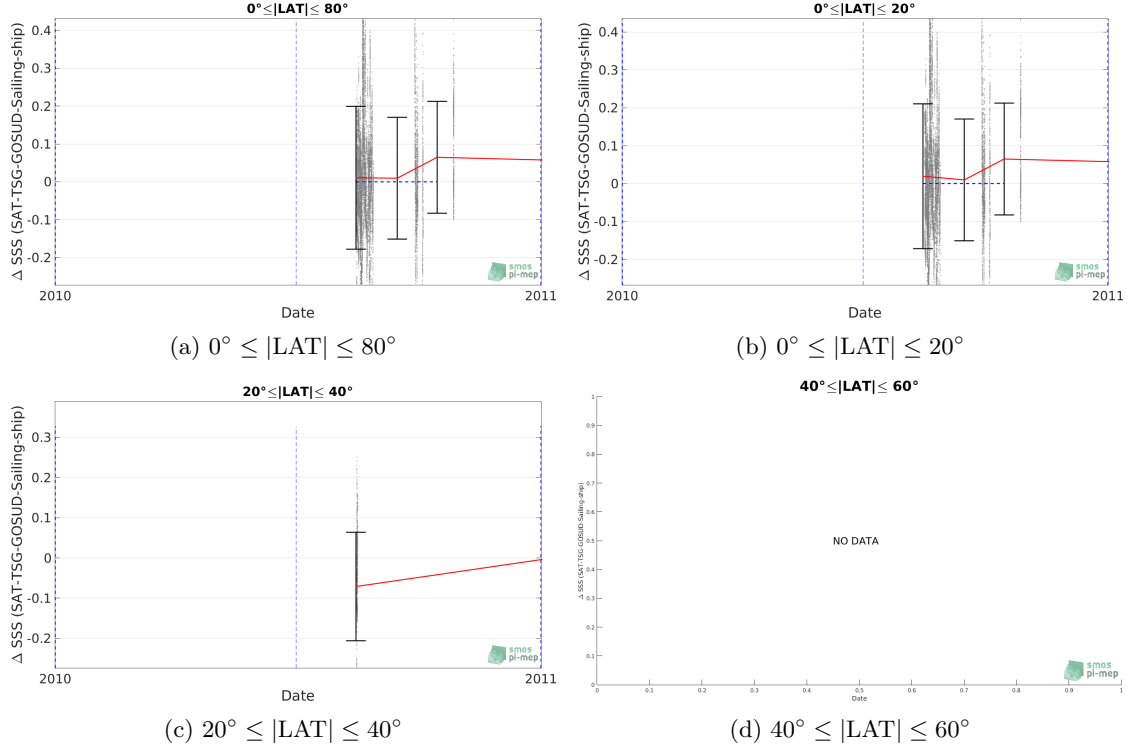 0°≤|LAT|≤ 80°
Δ SSS (SAT-TSG-GOSUD-Sailing-ship)
0.4
0.3
0.2
0.1
0
-0.1
-0.2
smos
pi-mep
2010
2011
Date
(a) 0° ≤ |LAT| ≤ 80°
0°≤|LAT|≤ 20°
Δ SSS (SAT-TSG-GOSUD-Sailing-ship)
0.4
0.3
0.2
0.1
0
-0.1
-0.2
smos
pi-mep
2010
2011
Date
(b) 0° ≤ |LAT| ≤ 20°
20°≤|LAT|≤ 40°
Δ SSS (SAT-TSG-GOSUD-Sailing-ship)
0.3
0.2
0.1
0
-0.1
-0.2
smos
pi-mep
2010
2011
Date
(c) 20° ≤ |LAT| ≤ 40°
40°≤|LAT|≤ 60°
Δ SSS (SAT-TSG-GOSUD-Sailing-ship)
1
0.9
0.8
0.7
0.6
0.5
0.4
0.3
0.2
0.1
0
NO DATA
smos
pi-mep
0 0.1 0.2 0.3 0.4 0.5 0.6 0.7 0.8 0.9 1
Date
(d) 40° ≤ |LAT| ≤ 60°